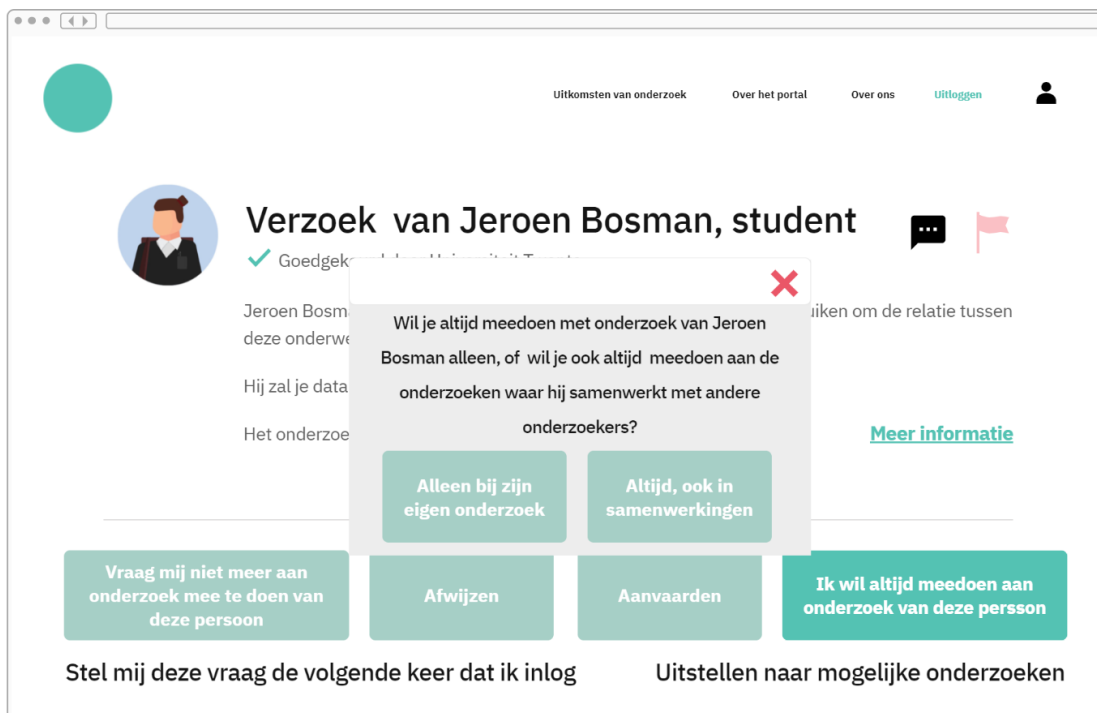 Uitkomsten van onderzoek Over het portal Over ons Uitloggen
Verzoek van Jeroen Bosman, student
Goedgek
Jeroen Bosm uiken om de relatie tussen
deze onderwe
Hij zal je data
Het onderzoe
Meer informatie
Wil je altijd meedoen met onderzoek van Jeroen
Bosman alleen, of wil je ook altijd meedoen aan de
onderzoeken waar hij samenwerkt met andere
onderzoekers?
Alleen bij zijn
eigen onderzoek
Altijd, ook in
samenwerkingen
Vraag mij niet meer aan
onderzoek mee te doen van
deze persoon
Afwijzen
Aanvaarden
Ik wil altijd meedoen aan
onderzoek van deze persson
Stel mij deze vraag de volgende keer dat ik inlog
Uitstellen naar mogelijke onderzoeken